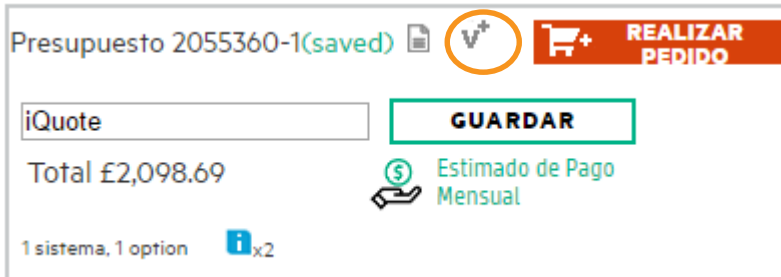 Presupuesto 2055360-1(saved) v+ REALIZAR
PEDIDO
iQuote GUARDAR
Total £2,098.69 Estimado de Pago
Mensual
1 sistema, 1 option i x2